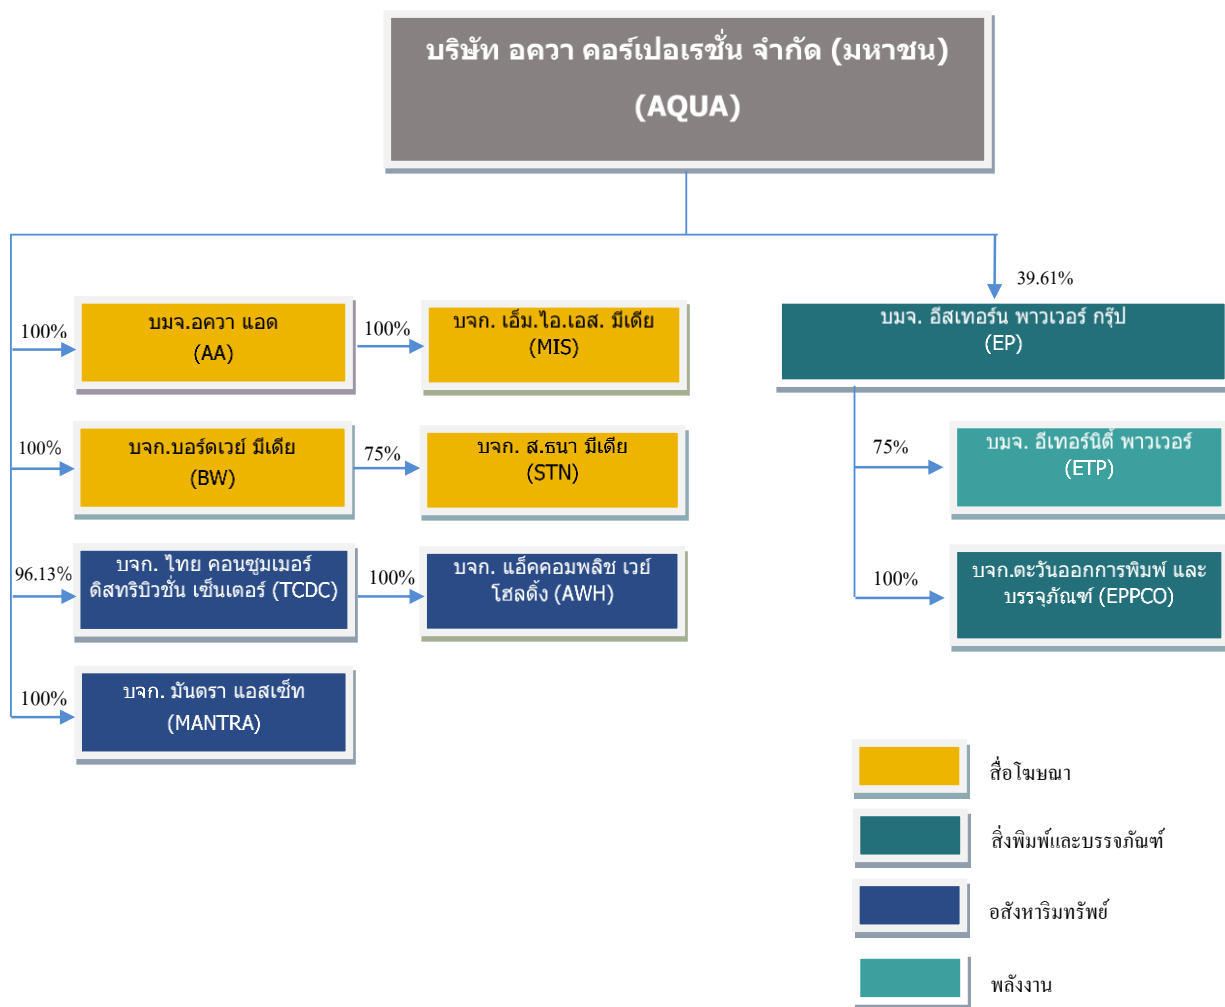 บริษัท อควา คอร์เปอเรชั่น จำกัด (มหาชน)
(AQUA)
39.61%
100%
บมจ.อควา แอด
(AA)
100%
บจก. เอ็ม.ไอ.เอส. มีเดีย
(MIS)
บมจ. อีสเทอร์น พาวเวอร์ กรุ๊ป
(EP)
100%
บจก.บอร์ดเวย์ มีเดีย
(BW)
75%
บจก. ส.ธนา มีเดีย
(STN)
75%
บมจ. อีเทอร์นิตี้ พาวเวอร์
(ETP)
96.13%
บจก. ไทย คอนซูมเมอร์
ดิสทริบิวชั่น เซ็นเตอร์ (TCDC)
100%
บจก. แอ็คคอมพลิช เวย์
โฮลดิ้ง (AWH)
100%
บจก.ตะวันออกการพิมพ์ และ
บรรจุภัณฑ์ (EPPCO)
100%
บจก. มันตรา แอสเซ็ท
(MANTRA)
สื่อโฆษณา
สิ่งพิมพ์และบรรจภัณฑ์
อสังหาริมทรัพย์
พลังงาน